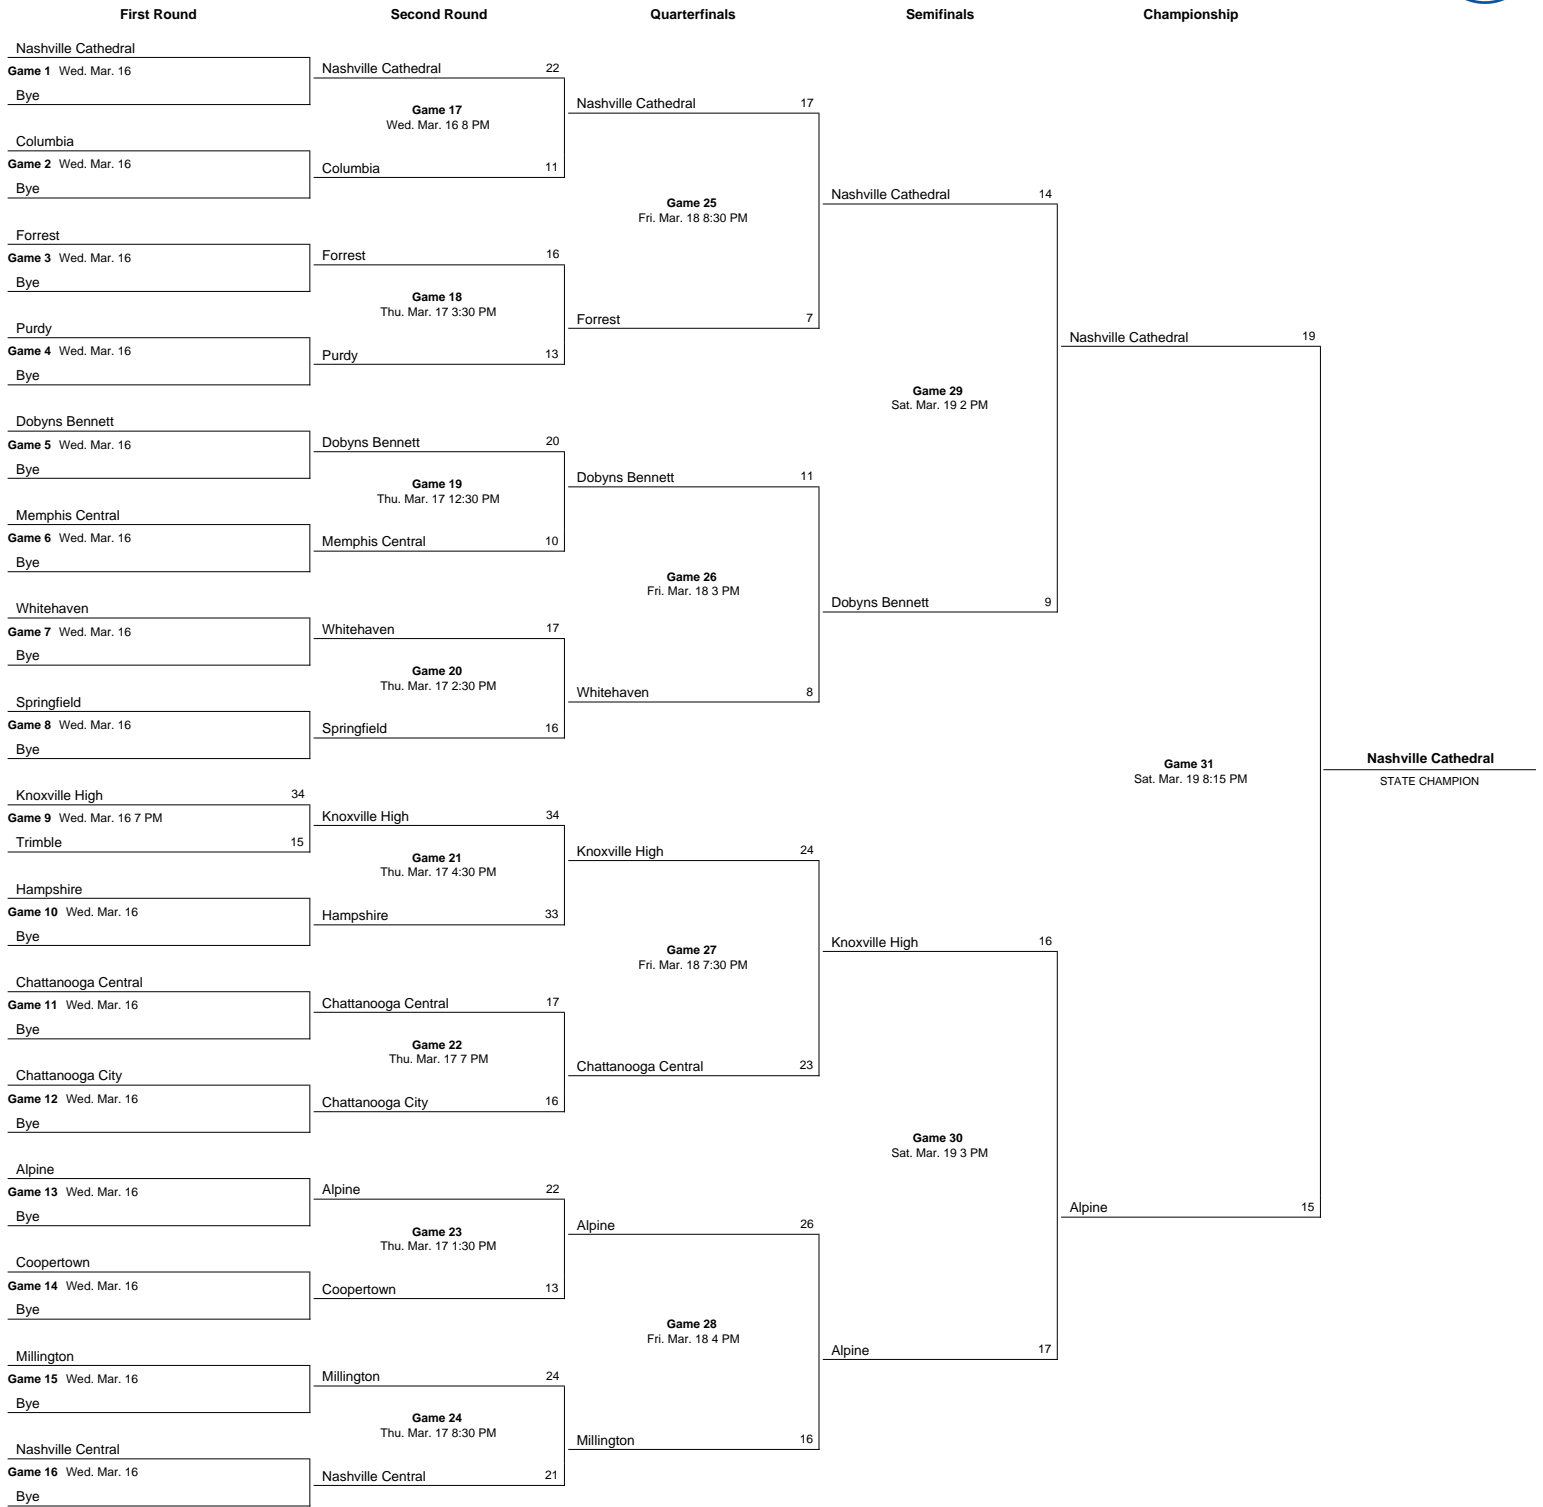 First Round
Second Round
Quarterfinals
Semifinals
Championship
Nashville Cathedral
Game 1 Wed. Mar. 16
Bye
Columbia
Game 2 Wed. Mar. 16
Bye
Forrest
Game 3 Wed. Mar. 16
Bye
Purdy
Game 4 Wed. Mar. 16
Bye
Dobyns Bennett
Game 5 Wed. Mar. 16
Bye
Memphis Central
Game 6 Wed. Mar. 16
Bye
Whitehaven
Game 7 Wed. Mar. 16
Bye
Springfield
Game 8 Wed. Mar. 16
Bye
Knoxville High 34
Game 9 Wed. Mar. 16 7 PM
Trimble 15
Hampshire
Game 10 Wed. Mar. 16
Bye
Chattanooga Central
Game 11 Wed. Mar. 16
Bye
Chattanooga City
Game 12 Wed. Mar. 16
Bye
Alpine
Game 13 Wed. Mar. 16
Bye
Coopertown
Game 14 Wed. Mar. 16
Bye
Millington
Game 15 Wed. Mar. 16
Bye
Nashville Central
Game 16 Wed. Mar. 16
Bye
Nashville Cathedral 22
Game 17
Wed. Mar. 16 8 PM
Columbia 11
Forrest 16
Game 18
Thu. Mar. 17 3:30 PM
Purdy 13
Dobyns Bennett 20
Game 19
Thu. Mar. 17 12:30 PM
Memphis Central 10
Whitehaven 17
Game 20
Thu. Mar. 17 2:30 PM
Springfield 16
Knoxville High 34
Game 21
Thu. Mar. 17 4:30 PM
Hampshire 33
Chattanooga Central 17
Game 22
Thu. Mar. 17 7 PM
Chattanooga City 16
Alpine 22
Game 23
Thu. Mar. 17 1:30 PM
Coopertown 13
Millington 24
Game 24
Thu. Mar. 17 8:30 PM
Nashville Central 21
Nashville Cathedral 17
Game 25
Fri. Mar. 18 8:30 PM
Forrest 7
Dobyns Bennett 11
Game 26
Fri. Mar. 18 3 PM
Whitehaven 8
Knoxville High 24
Game 27
Fri. Mar. 18 7:30 PM
Chattanooga Central 23
Alpine 26
Game 28
Fri. Mar. 18 4 PM
Millington 16
Nashville Cathedral 14
Game 29
Sat. Mar. 19 2 PM
Dobyns Bennett 9
Knoxville High 16
Game 30
Sat. Mar. 19 3 PM
Alpine 17
Nashville Cathedral 19
Game 31
Sat. Mar. 19 8:15 PM
Alpine 15
Nashville Cathedral
STATE CHAMPION